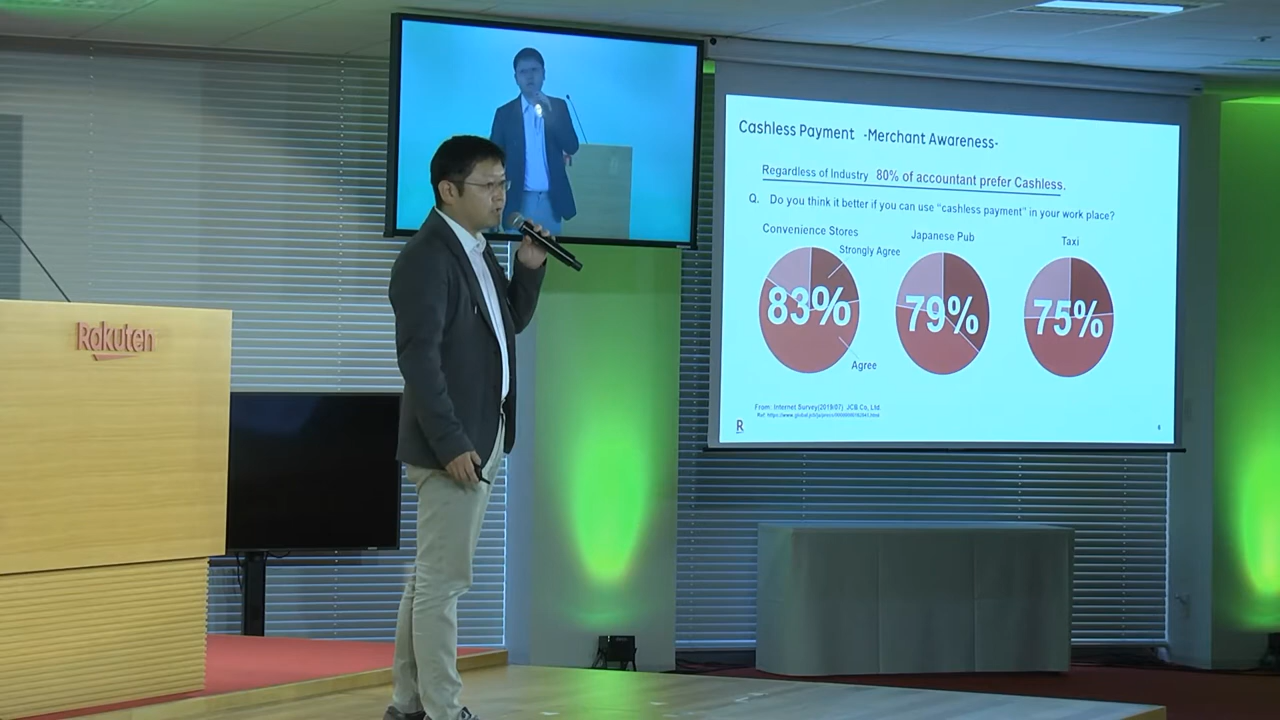 Rakuten
Cashless Payment -Merchant Awareness-
Regardless of Industry 80% of accountant prefer Cashless.
Q. Do you think it better if you can use "cashless payment" in your work place?
Convenience Stores
Japanese Pub
Taxi
Strongly Agree
83%
79%
75%
Agree
From: Internet Survey(2019/07) JCB Co, Ltd
R